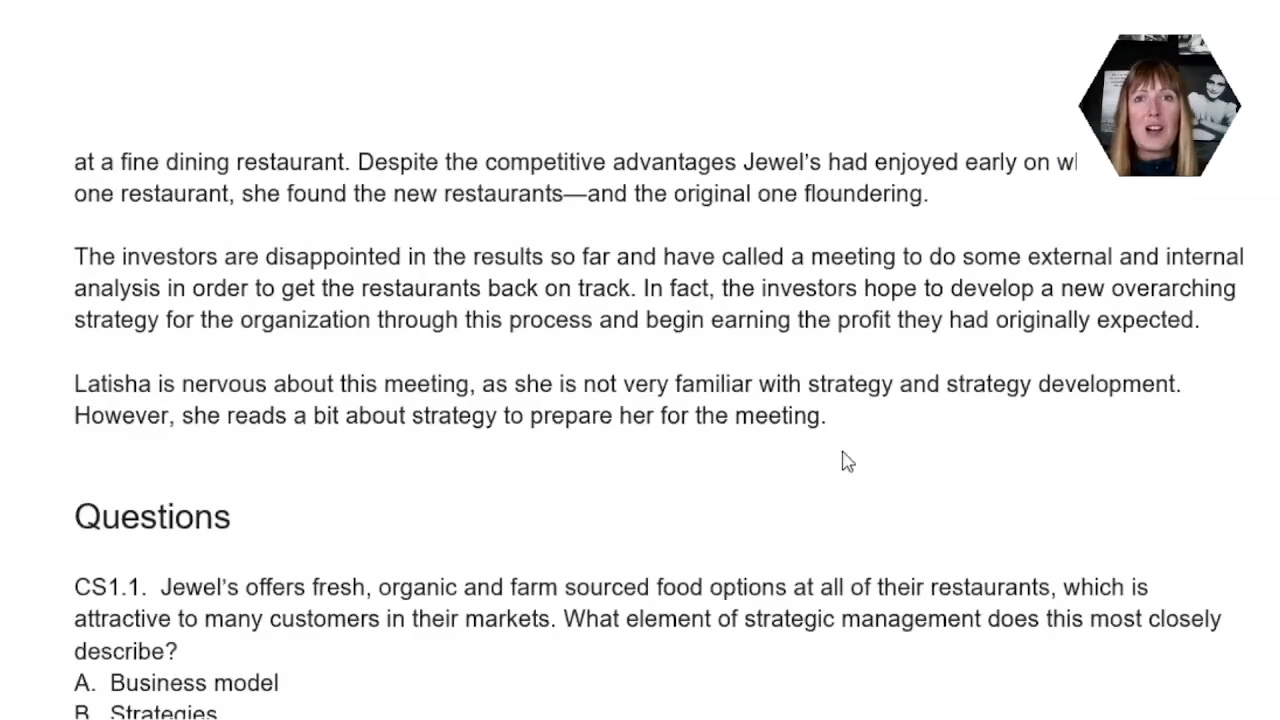 at a fine dining restaurant. Despite the competitive advantages Jewel's had enjoyed early on
one restaurant, she found the new restaurants—and the original one floundering.
The investors are disappointed in the results so far and have called a meeting to do some external and internal
analysis in order to get the restaurants back on track. In fact, the investors hope to develop a new overarching
strategy for the organization through this process and begin earning the profit they had originally expected.
Latisha is nervous about this meeting, as she is not very familiar with strategy and strategy development.
However, she reads a bit about strategy to prepare her for the meeting.
Questions
CS1.1. Jewel's offers fresh, organic and farm sourced food options at all of their restaurants, which is
attractive to many customers in their markets. What element of strategic management does this most closely
describe?
A. Business model
B. Strategies